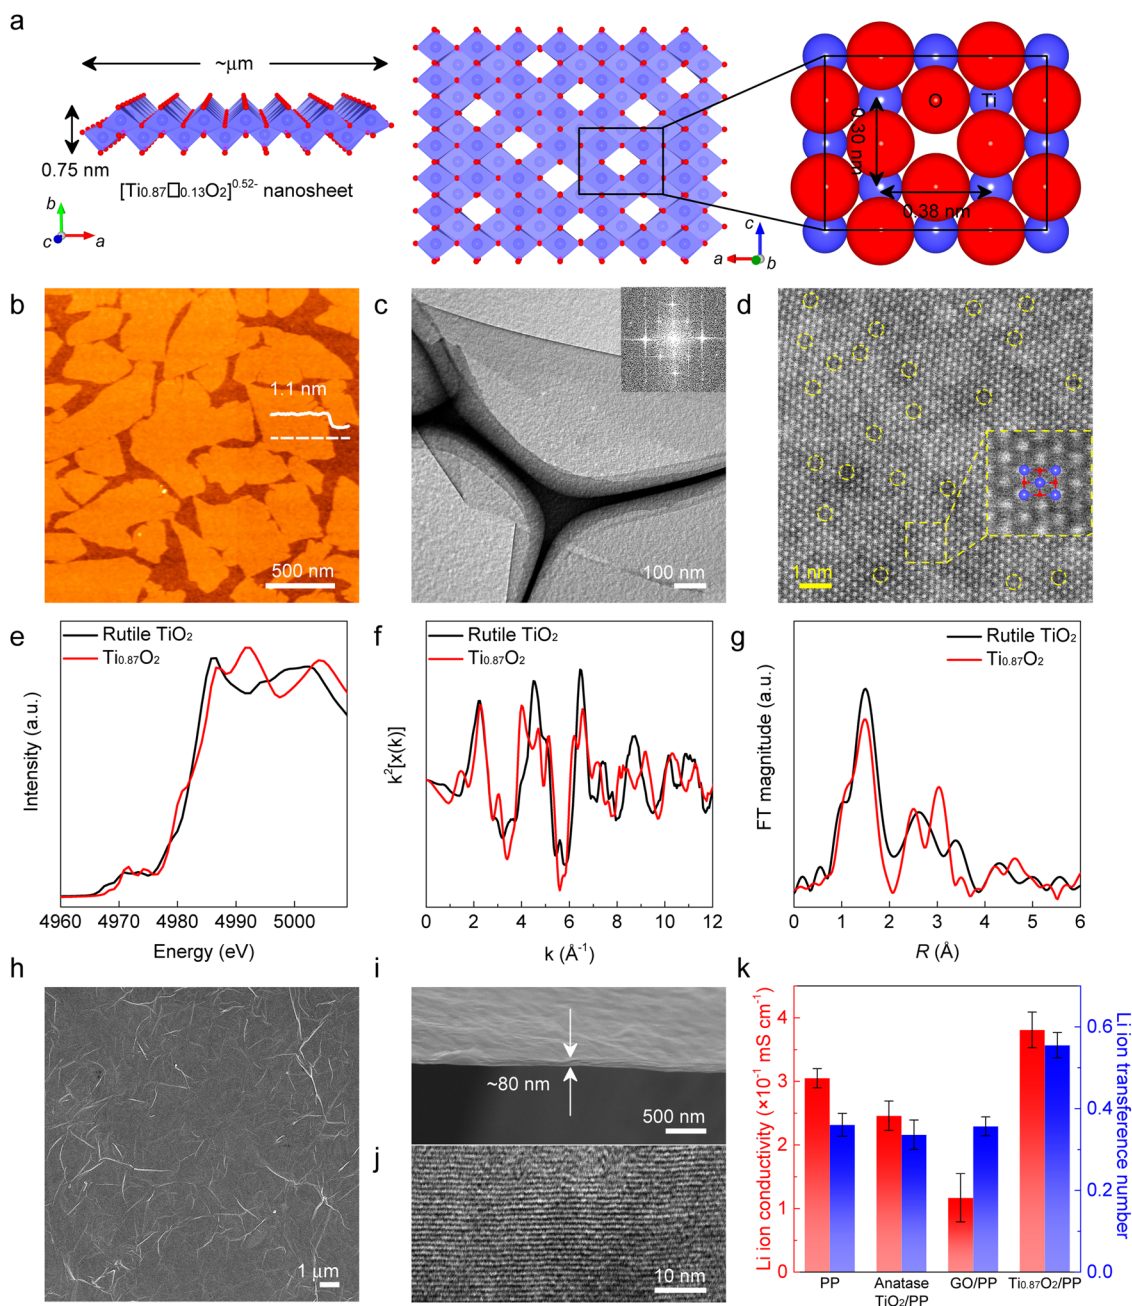 a
~μm
0.75 nm
[Ti0.87□0.13O2]0.52- nanosheet
b
c
a
c
a
b
O
Ti
0.30 nm
0.38 nm
b
1.1 nm
500 nm
c
100 nm
d
1 nm
e
Rutile TiO2
Ti0.87O2
Intensity (a.u.)
4960 4970 4980 4990 5000
Energy (eV)
f
Rutile TiO2
Ti0.87O2
k2[x(k)]
0 2 4 6 8 10 12
k (Å-1)
g
Rutile TiO2
Ti0.87O2
FT magnitude (a.u.)
0 1 2 3 4 5 6
R (Å)
h
1 μm
i
~80 nm
500 nm
j
10 nm
k
Li ion conductivity (×10-1 mS cm-1)
4
3
2
1
0
Li ion transference number
0.6
0.4
0.2
0.0
PP
Anatase
TiO2/PP
GO/PP
Ti0.87O2/PP